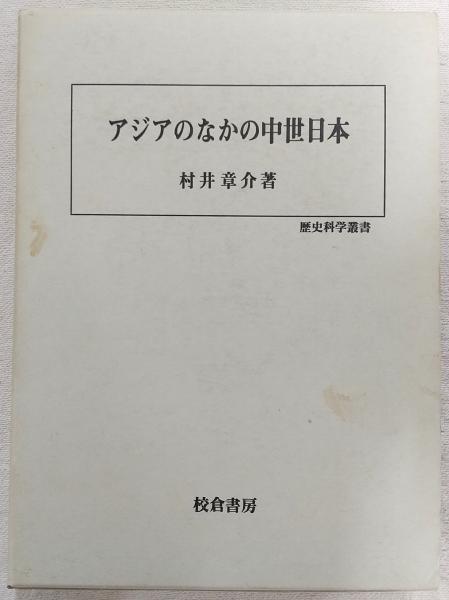 アジアのなかの中世日本
村井章介著
歴史科学叢書
校倉書房